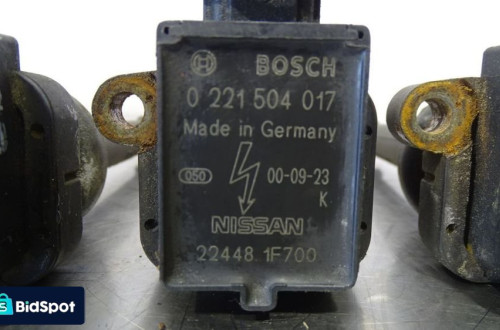 BOSCH
0 221 504 017
Made in Germany
050 00-09-23
K
NISSAN
22448 1F700
BidSpot